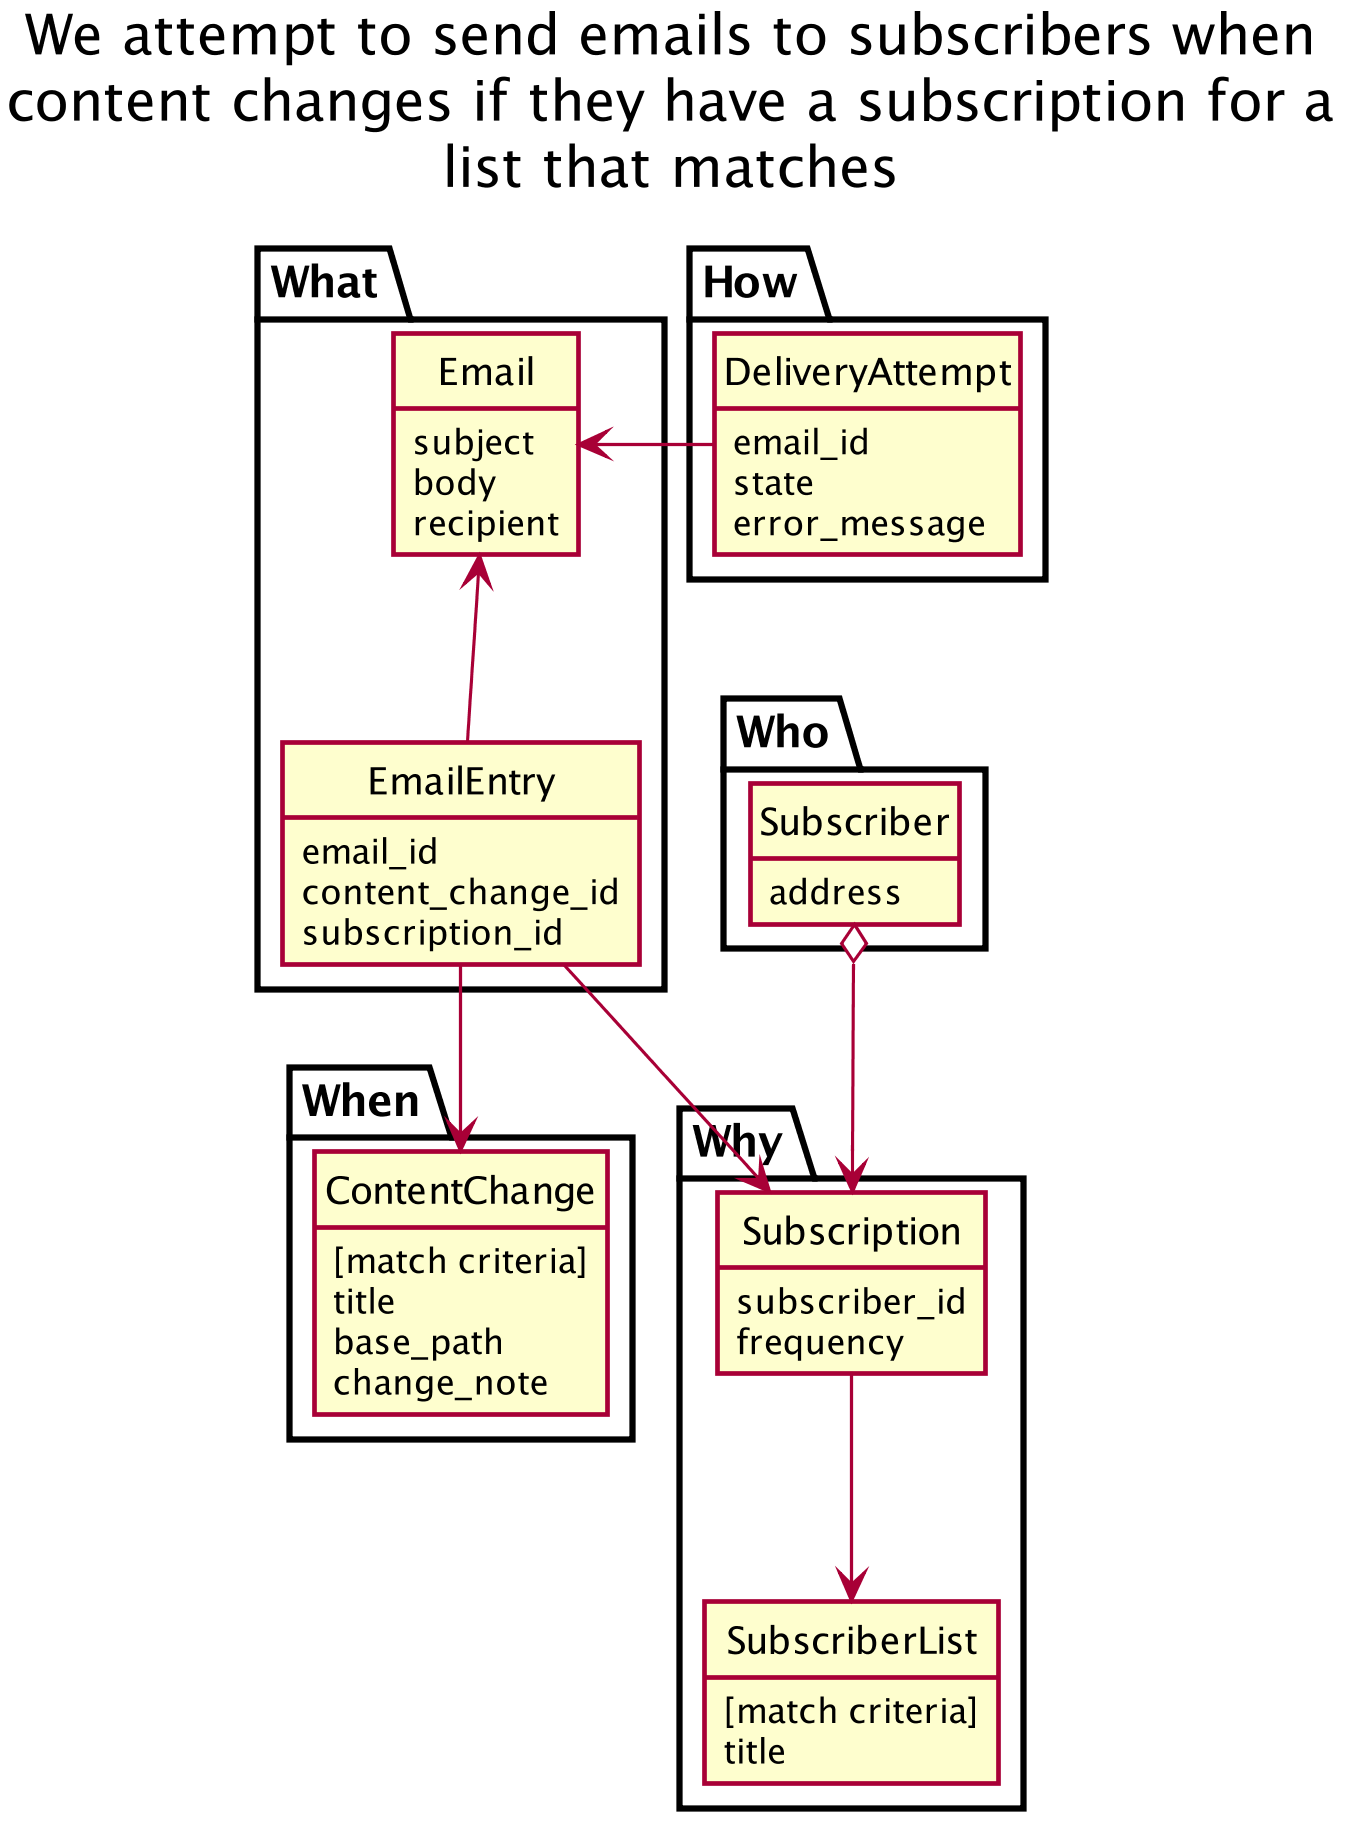 We attempt to send emails to subscribers when
content changes if they have a subscription for a
list that matches
What
Email
subject
body
recipient
How
DeliveryAttempt
email_id
state
error_message
EmailEntry
email_id
content_change_id
subscription_id
Who
Subscriber
address
When
ContentChange
[match criteria]
title
base_path
change_note
Why
Subscription
subscriber_id
frequency
SubscriberList
[match criteria]
title